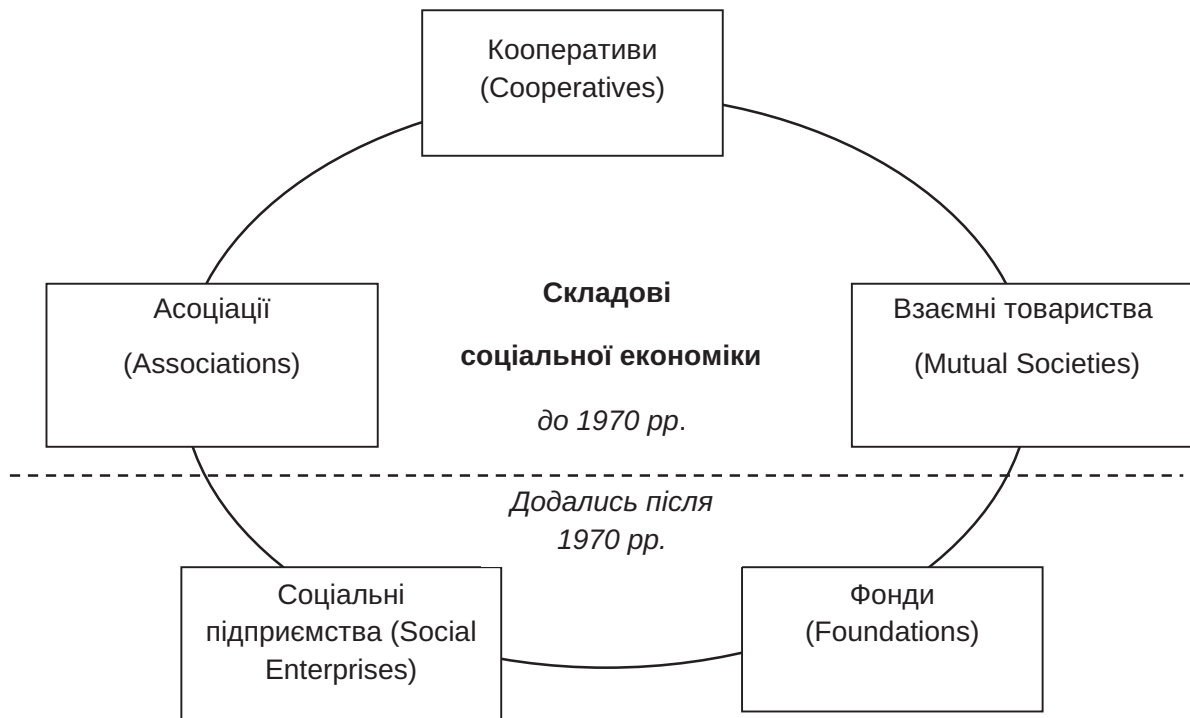 Кооперативи
(Cooperatives)
Асоціації
(Associations)
Складові
соціальної економіки
до 1970 рр.
Взаємні товариства
(Mutual Societies)
Додались після
1970 рр.
Соціальні
підприємства (Social
Enterprises)
Фонди
(Foundations)